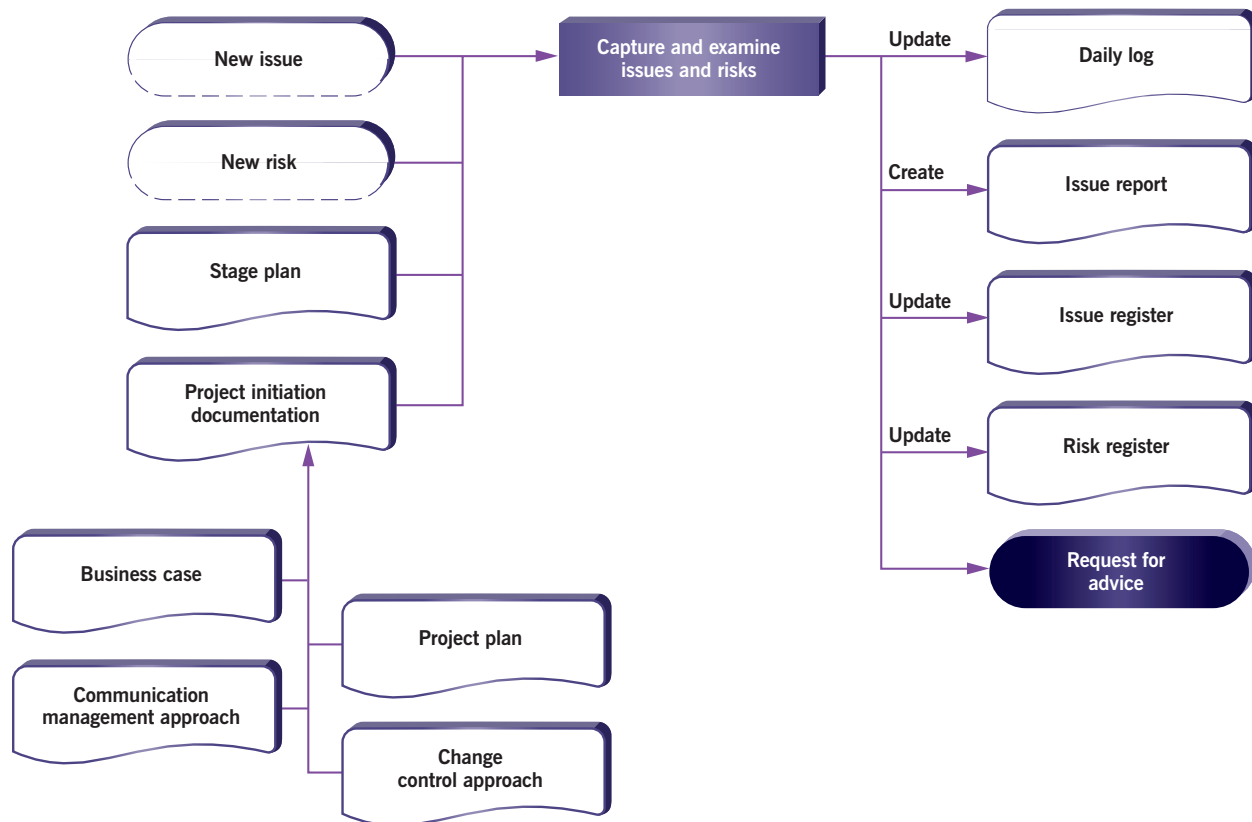 New issue
Capture and examine
issues and risks
Update
Daily log
New risk
Create
Issue report
Stage plan
Update
Issue register
Project initiation
documentation
Update
Risk register
Business case
Request for
advice
Project plan
Communication
management approach
Change
control approach